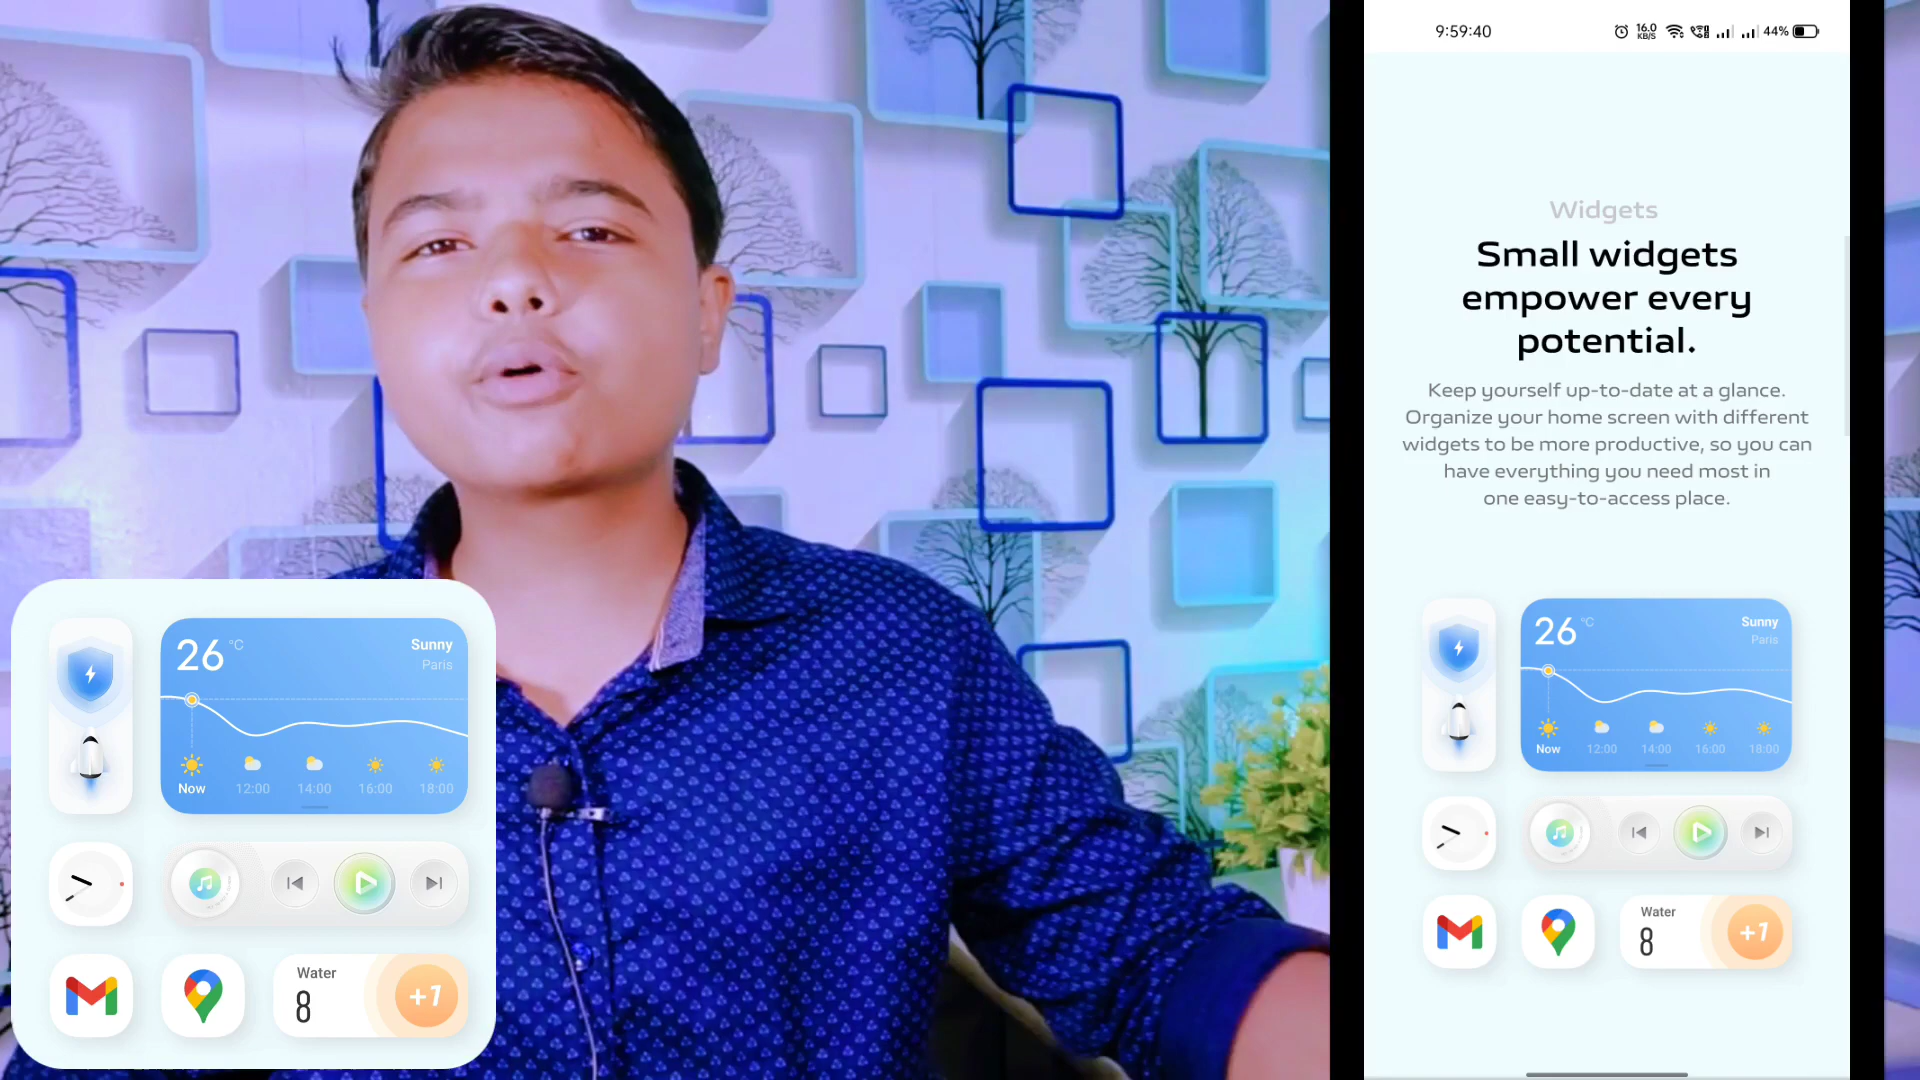 9:59:40
16.0
KB/S
44%
Widgets
Small widgets
empower every
potential.
Keep yourself up-to-date at a glance.
Organize your home screen with different
widgets to be more productive, so you can
have everything you need most in
one easy-to-access place.
26 °C
Sunny
Paris
Now 12:00 14:00 16:00 18:00
Water
8
+1
26 °C
Sunny
Paris
Now 12:00 14:00 16:00 18:00
Water
8
+1